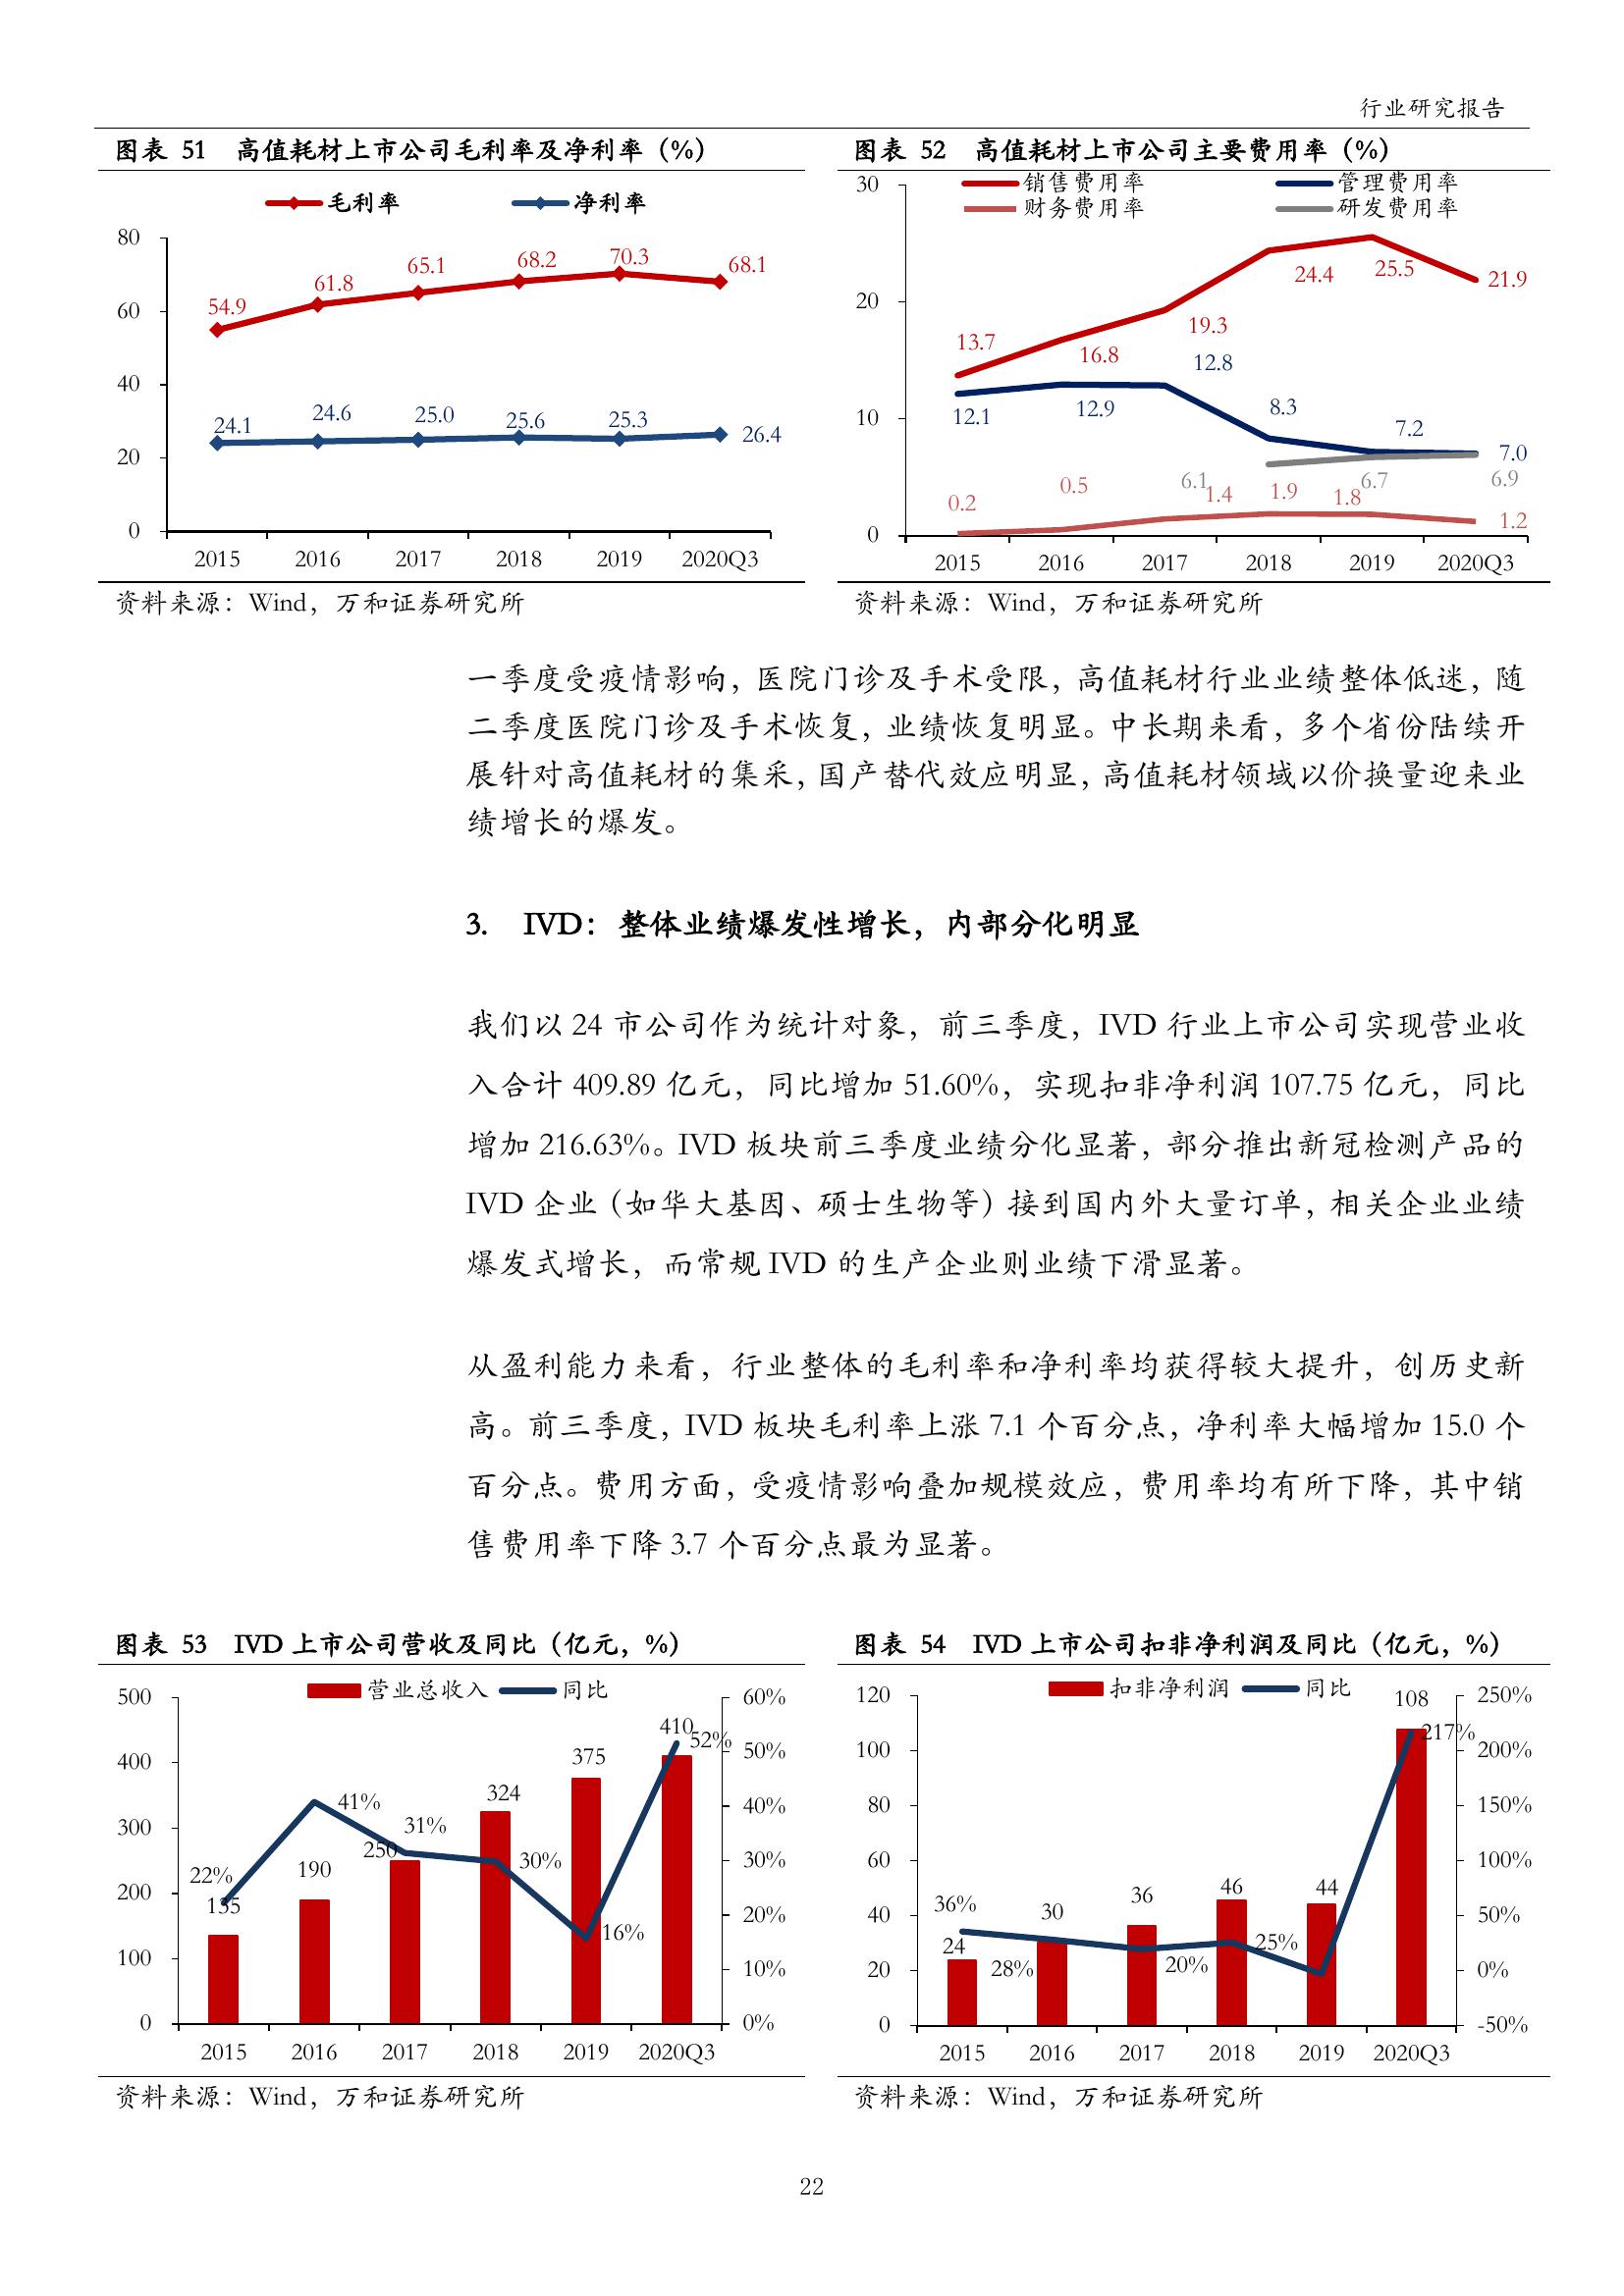 行业研究报告
图表 51 高值耗材上市公司毛利率及净利率（%）
毛利率 净利率
80
60
40
20
0
54.9 61.8 65.1 68.2 70.3 68.1
24.1 24.6 25.0 25.6 25.3 26.4
2015 2016 2017 2018 2019 2020Q3
资料来源：Wind，万和证券研究所
图表 52 高值耗材上市公司主要费用率（%）
销售费用率 管理费用率
财务费用率 研发费用率
30
20
10
0
13.7 16.8 19.3 24.4 25.5 21.9
12.1 12.9 12.8 8.3 7.2 7.0
6.1 6.7 6.9
0.2 0.5 1.4 1.9 1.8 1.2
2015 2016 2017 2018 2019 2020Q3
资料来源：Wind，万和证券研究所
一季度受疫情影响，医院门诊及手术受限，高值耗材行业业绩整体低迷，随
二季度医院门诊及手术恢复，业绩恢复明显。中长期来看，多个省份陆续开
展针对高值耗材的集采，国产替代效应明显，高值耗材领域以价换量迎来业
绩增长的爆发。
3. IVD：整体业绩爆发性增长，内部分化明显
我们以 24 市公司作为统计对象，前三季度，IVD 行业上市公司实现营业收
入合计 409.89 亿元，同比增加 51.60%，实现扣非净利润 107.75 亿元，同比
增加 216.63%。IVD 板块前三季度业绩分化显著，部分推出新冠检测产品的
IVD 企业（如华大基因、硕士生物等）接到国内外大量订单，相关企业业绩
爆发式增长，而常规 IVD 的生产企业则业绩下滑显著。
从盈利能力来看，行业整体的毛利率和净利率均获得较大提升，创历史新
高。前三季度，IVD 板块毛利率上涨 7.1 个百分点，净利率大幅增加 15.0 个
百分点。费用方面，受疫情影响叠加规模效应，费用率均有所下降，其中销
售费用率下降 3.7 个百分点最为显著。
图表 53 IVD 上市公司营收及同比（亿元，%）
营业总收入 同比
500
400
300
200
100
0
135 190 250 324 375 410
22% 41% 31% 30% 16% 52%
60%
50%
40%
30%
20%
10%
0%
2015 2016 2017 2018 2019 2020Q3
资料来源：Wind，万和证券研究所
图表 54 IVD 上市公司扣非净利润及同比（亿元，%）
扣非净利润 同比
120
100
80
60
40
20
0
24 30 36 46 44 108
36% 28% 20% 25% 217%
250%
200%
150%
100%
50%
0%
-50%
2015 2016 2017 2018 2019 2020Q3
资料来源：Wind，万和证券研究所
22